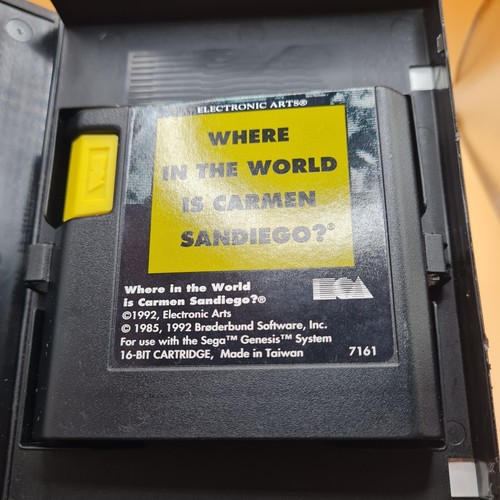 ELECTRONIC ARTS®
WHERE
IN THE WORLD
IS CARMEN
SANDIEGO?®
Where in the World
is Carmen Sandiego?®
©1992, Electronic Arts
© 1985, 1992 Brøderbund Software, Inc.
For use with the Sega™ Genesis™ System
16-BIT CARTRIDGE, Made in Taiwan
7161